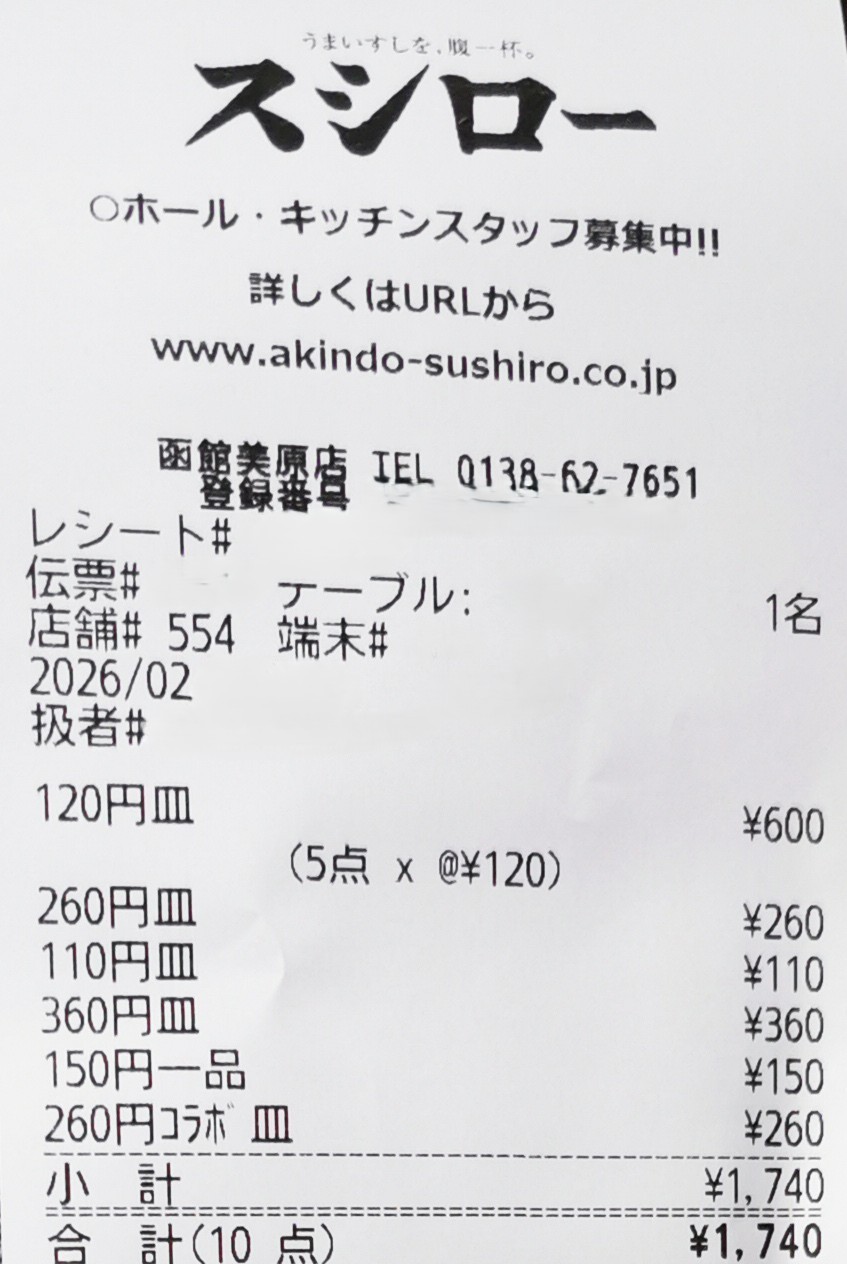 うまいすしを、腹一杯。
スシロー
○ホール・キッチンスタッフ募集中!!
詳しくはURLから
www.akindo-sushiro.co.jp
函館美原店 TEL 0138-62-7651
登録番号
レシート#
伝票# テーブル: 1名
店舗# 554 端末#
2026/02
扱者#
120円皿 ¥600
(5点 x @¥120)
260円皿 ¥260
110円皿 ¥110
360円皿 ¥360
150円一品 ¥150
260円コラボ皿 ¥260
小 計 ¥1,740
合 計(10 点) ¥1,740